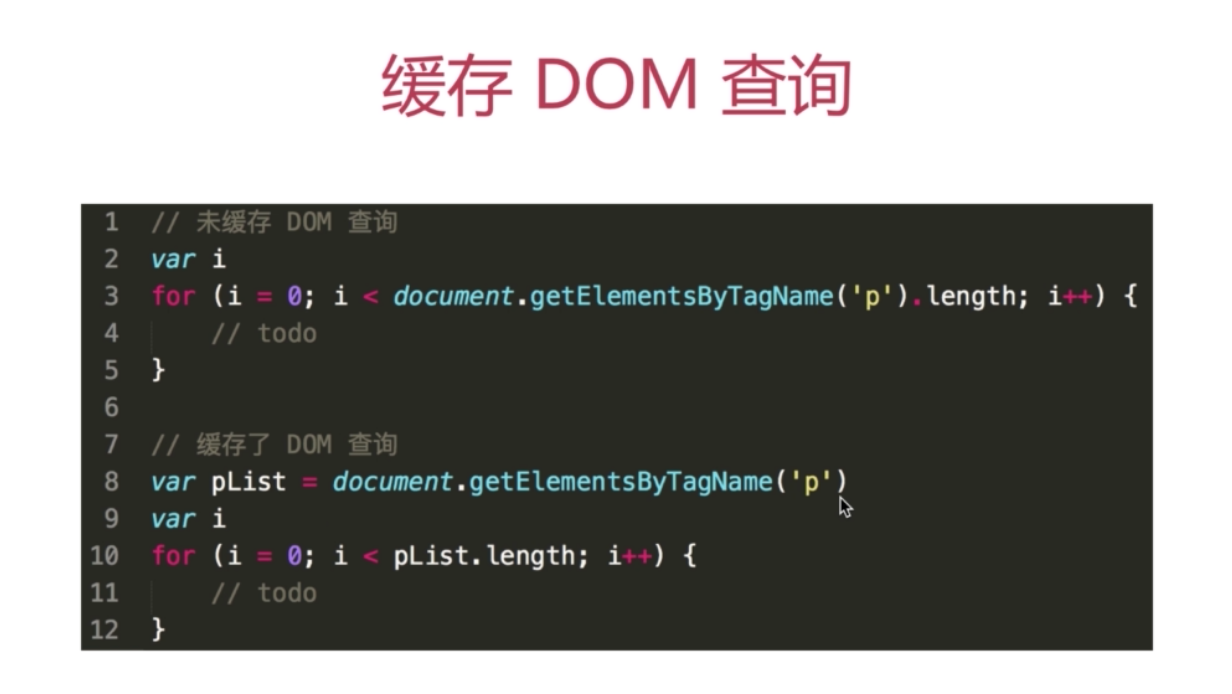 缓存 DOM 查询
1 // 未缓存 DOM 查询
2 var i
3 for (i = 0; i < document.getElementsByTagName('p').length; i++) {
4     // todo
5 }
6
7 // 缓存了 DOM 查询
8 var pList = document.getElementsByTagName('p')
9 var i
10 for (i = 0; i < pList.length; i++) {
11     // todo
12 }